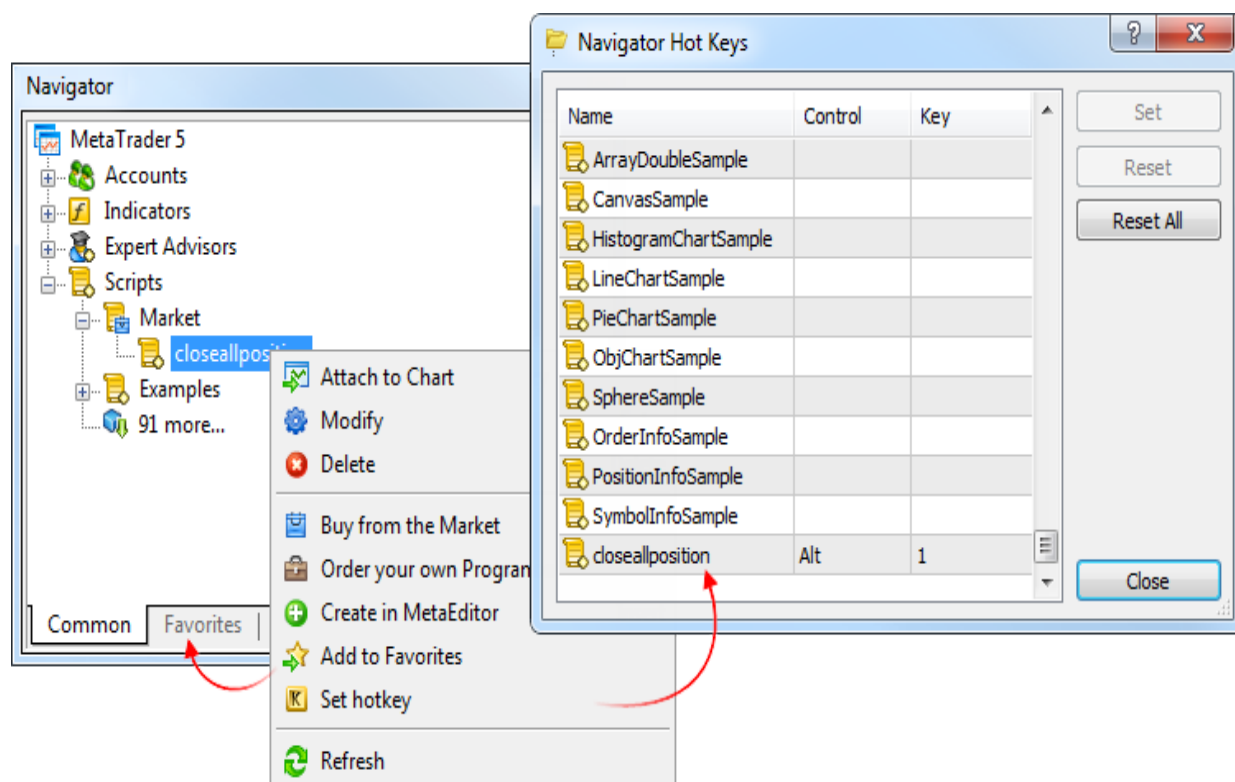 Navigator
MetaTrader 5
Accounts
Indicators
Expert Advisors
Scripts
Market
closeallposition
Examples
91 more...
Common
Favorites
Attach to Chart
Modify
Delete
Buy from the Market
Order your own Program
Create in MetaEditor
Add to Favorites
Set hotkey
Refresh
Navigator Hot Keys
Name Control Key
ArrayDoubleSample
CanvasSample
HistogramChartSample
LineChartSample
PieChartSample
ObjChartSample
SphereSample
OrderInfoSample
PositionInfoSample
SymbolInfoSample
closeallposition Alt 1
Set
Reset
Reset All
Close